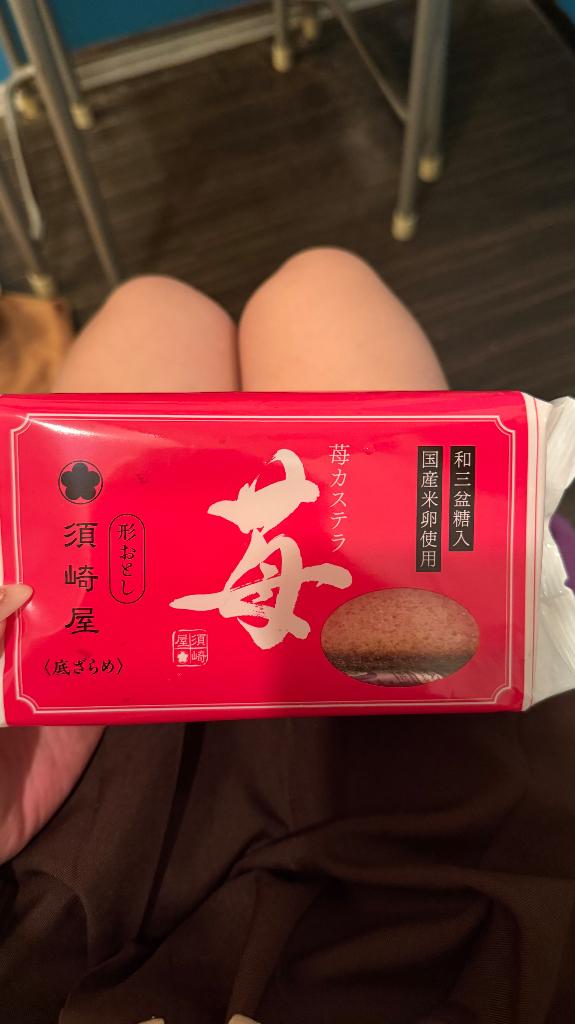 和三盆糖入
国産米卵使用
苺カステラ
苺
須崎屋
形おとし
須崎屋
〈底ざらめ〉